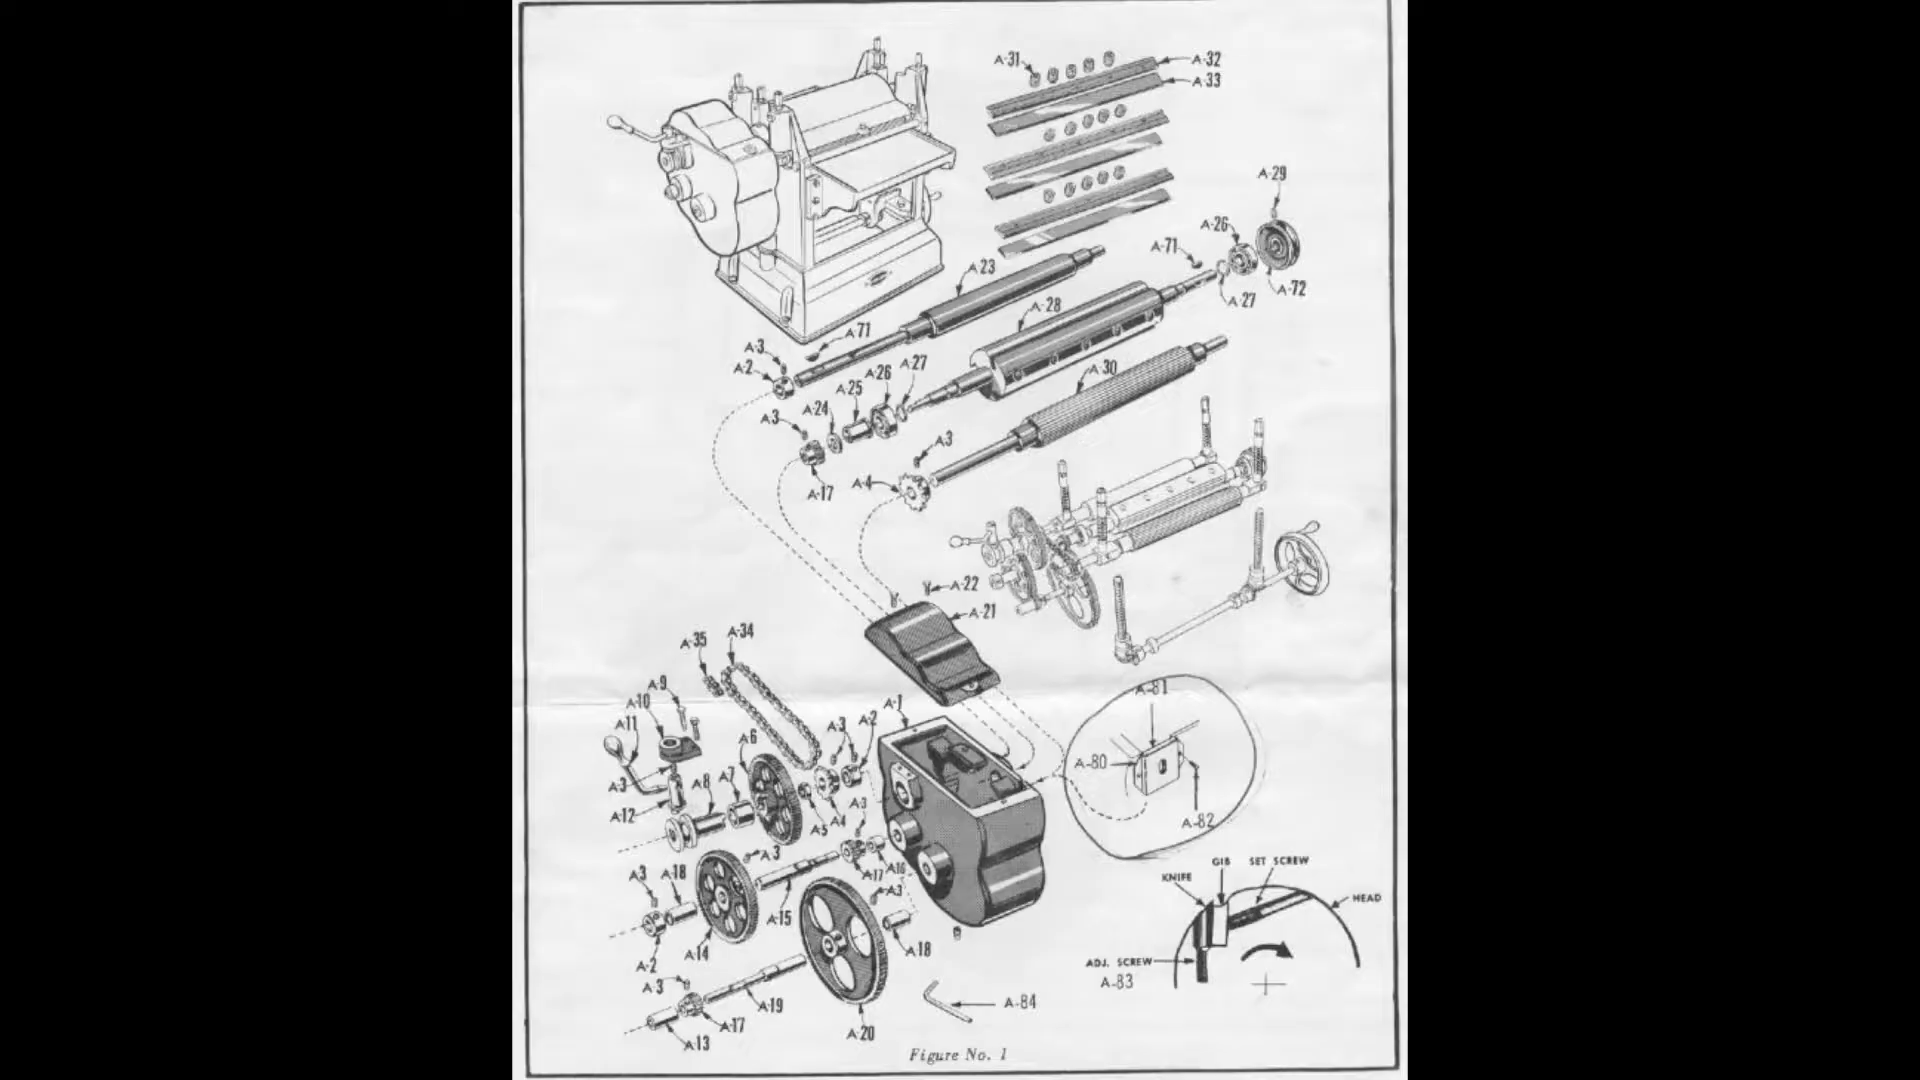 A-31
A-32
A-33
A-29
A-26
A-71
A-23
A-72
A-27
A-28
A-71
A-3
A-2
A-27
A-26
A-30
A-25
A-24
A-3
A-3
A-4
A-17
A-22
A-21
A-34
A-35
A-9
A-81
A-10
A-1
A-11
A-3
A-2
A-6
A-80
A-7
A-8
A-3
A-3
A-12
A-5
A-4
A-82
A-3
GIB
SET SCREW
A-3
A-18
A-17
A-16
KNIFE
A-3
HEAD
A-15
A-14
A-18
A-2
ADJ. SCREW
A-83
A-3
A-19
A-84
A-17
A-20
A-13
Figure No. 1